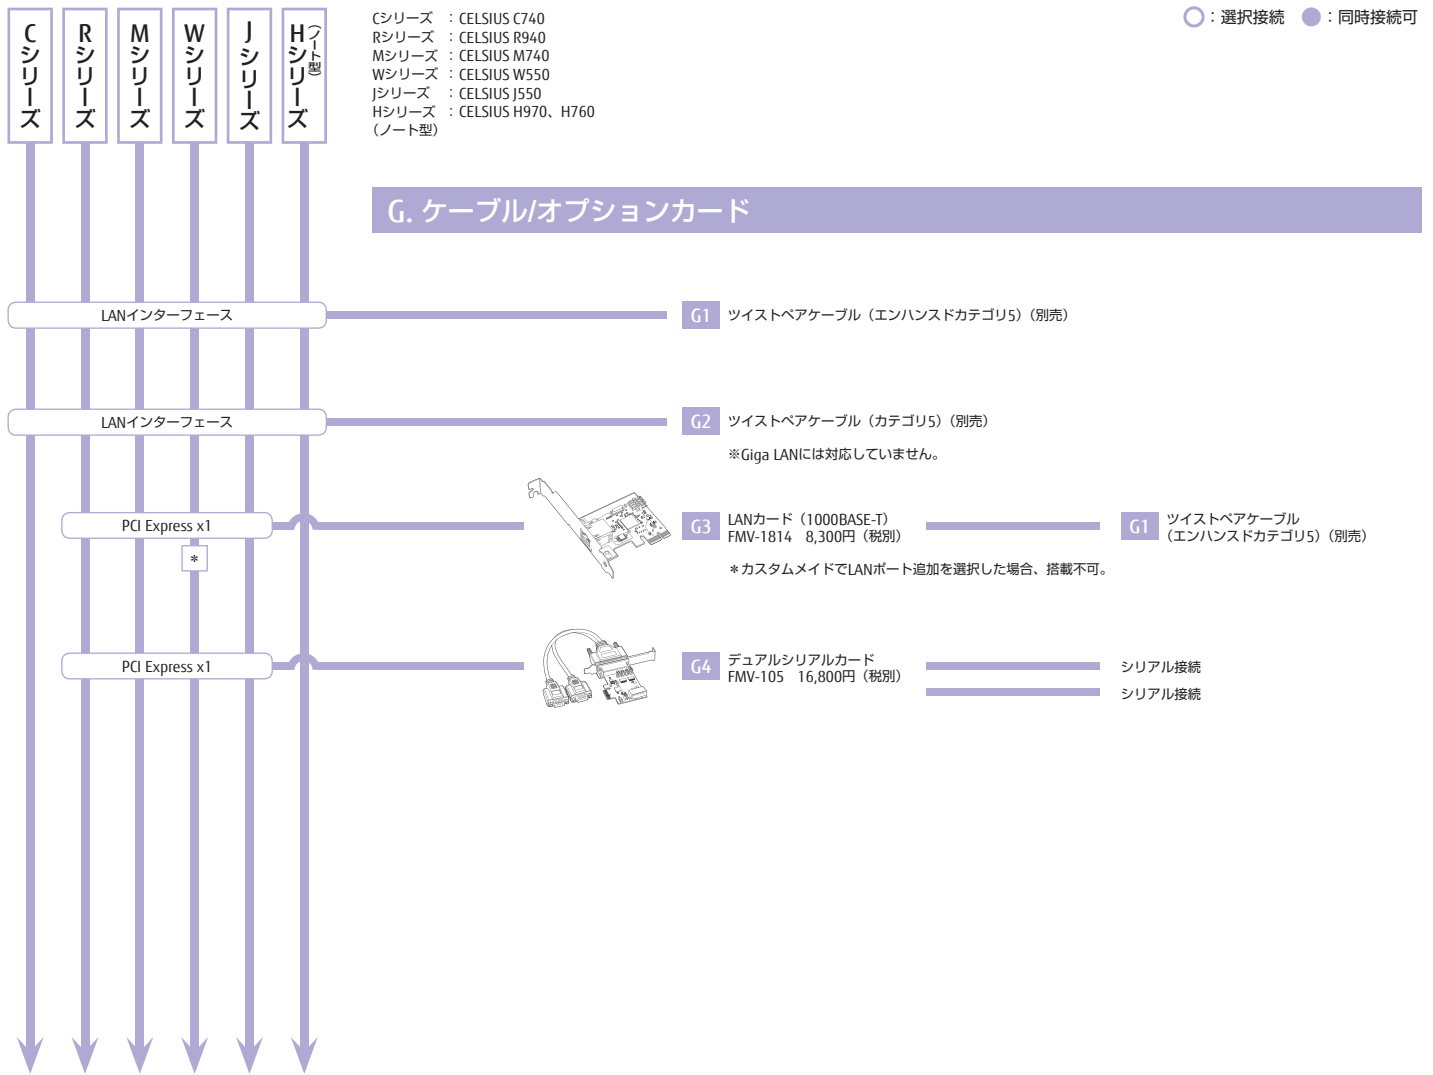 Cシリーズ
Rシリーズ
Mシリーズ
Wシリーズ
Jシリーズ
Hシリーズ
（ノート型）
Cシリーズ ：CELSIUS C740
Rシリーズ ：CELSIUS R940
Mシリーズ ：CELSIUS M740
Wシリーズ ：CELSIUS W550
Jシリーズ ：CELSIUS J550
Hシリーズ ：CELSIUS H970、H760
（ノート型）
：選択接続 ：同時接続可
G. ケーブル/オプションカード
LANインターフェース
G1 ツイストペアケーブル（エンハンスドカテゴリ5）（別売）
LANインターフェース
G2 ツイストペアケーブル（カテゴリ5）（別売）
※Giga LANには対応していません。
PCI Express x1
*
G3 LANカード（1000BASE-T）
FMV-1814 8,300円（税別）
＊カスタムメイドでLANポート追加を選択した場合、搭載不可。
G1 ツイストペアケーブル
（エンハンスドカテゴリ5）（別売）
PCI Express x1
G4 デュアルシリアルカード
FMV-105 16,800円（税別）
シリアル接続
シリアル接続